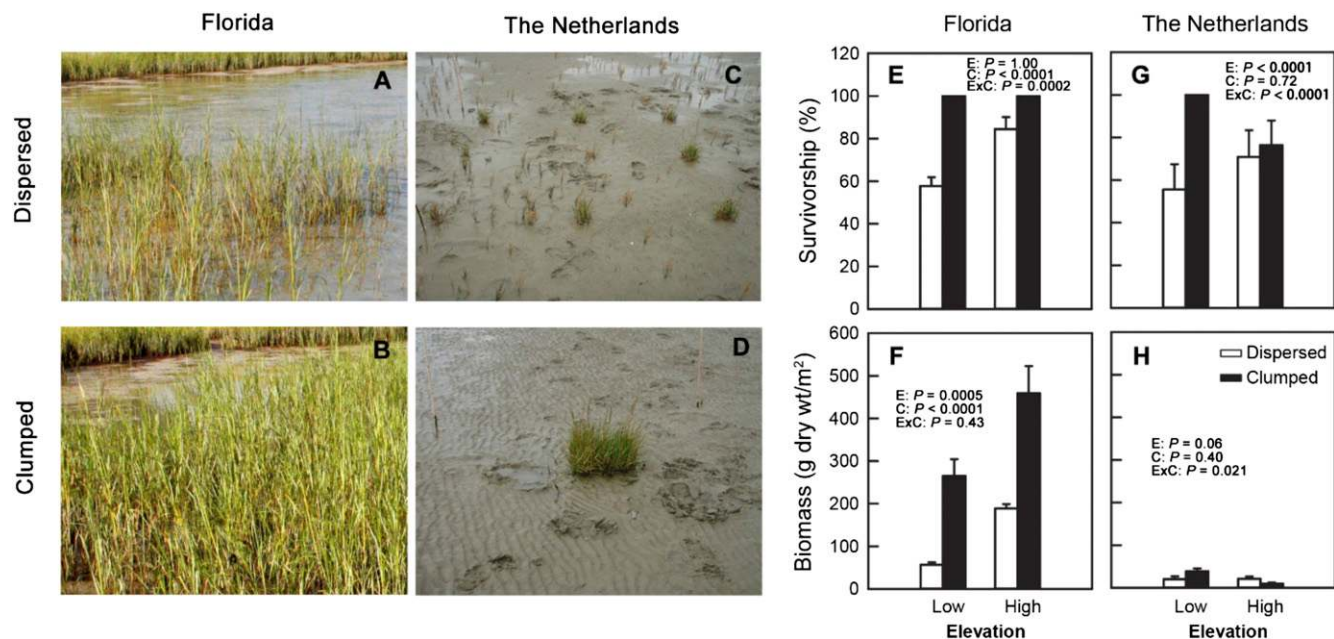 Florida
The Netherlands
Dispersed
Clumped
A
B
C
D
Florida
The Netherlands
Survivorship (%)
120
100
80
60
40
20
0
E
E: P = 1.00
C: P < 0.0001
ExC: P = 0.0002
G
E: P < 0.0001
C: P = 0.72
ExC: P < 0.0001
Biomass (g dry wt/m²)
600
500
400
300
200
100
0
F
E: P = 0.0005
C: P < 0.0001
ExC: P = 0.43
H
Dispersed
Clumped
E: P = 0.06
C: P = 0.40
ExC: P = 0.021
Low High
Elevation
Low High
Elevation